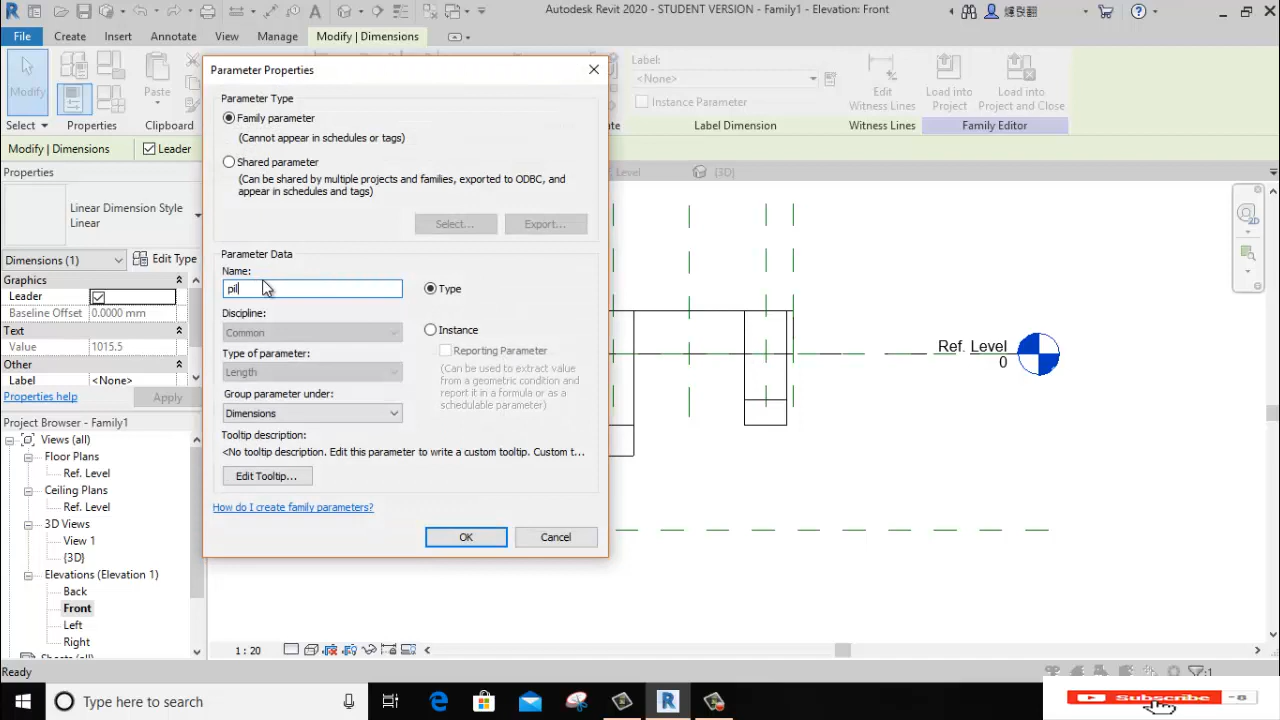 Autodesk Revit 2020 - STUDENT VERSION - Family1 - Elevation: Front
File Create Insert Annotate View Manage Modify | Dimensions
Modify
Paste
Select
Properties
Clipboard
Label:
<None>
Instance Parameter
Label Dimension
Edit
Witness Lines
Witness Lines
Load into
Project
Load into
Project and Close
Family Editor
Modify | Dimensions
Leader
Parameter Properties
Parameter Type
Family parameter
(Cannot appear in schedules or tags)
Shared parameter
(Can be shared by multiple projects and families, exported to ODBC, and
appear in schedules and tags)
Select...
Export...
Parameter Data
Name:
pil
Type
Discipline:
Common
Instance
Reporting Parameter
(Can be used to extract value
from a geometric condition and
report it in a formula or as a
schedulable parameter)
Type of parameter:
Length
Group parameter under:
Dimensions
Tooltip description:
<No tooltip description. Edit this parameter to write a custom tooltip. Custom t...
Edit Tooltip...
How do I create family parameters?
OK
Cancel
Properties
Linear Dimension Style
Linear
Dimensions (1)
Edit Type
Graphics
Leader
Baseline Offset 0.0000 mm
Text
Value 1015.5
Other
Label <None>
Properties help
Apply
Project Browser - Family1
Views (all)
Floor Plans
Ref. Level
Ceiling Plans
Ref. Level
3D Views
View 1
{3D}
Elevations (Elevation 1)
Back
Front
Left
Right
Level
{3D}
2D
Ref. Level
0
1 : 20
Ready
:1
Type here to search
Subscribe